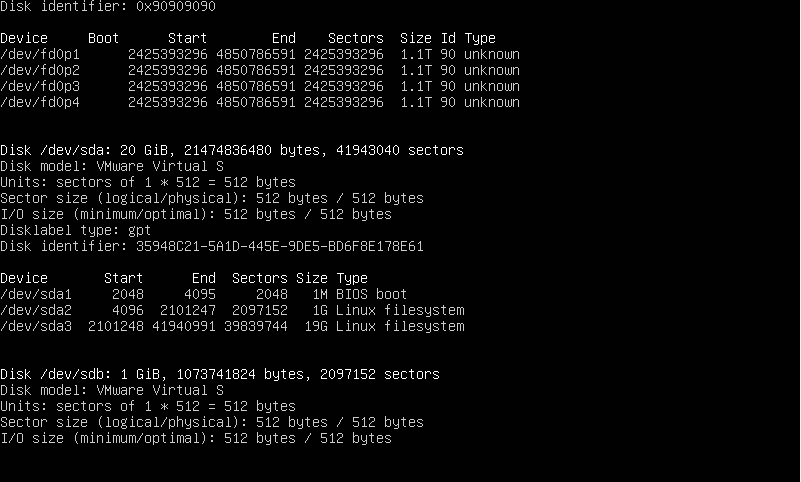 Disk identifier: 0x90909090
Device     Boot      Start        End    Sectors  Size Id Type
/dev/fd0p1      2425393296 4850786591 2425393296  1.1T 90 unknown
/dev/fd0p2      2425393296 4850786591 2425393296  1.1T 90 unknown
/dev/fd0p3      2425393296 4850786591 2425393296  1.1T 90 unknown
/dev/fd0p4      2425393296 4850786591 2425393296  1.1T 90 unknown
Disk /dev/sda: 20 GiB, 21474836480 bytes, 41943040 sectors
Disk model: VMware Virtual S
Units: sectors of 1 * 512 = 512 bytes
Sector size (logical/physical): 512 bytes / 512 bytes
I/O size (minimum/optimal): 512 bytes / 512 bytes
Disklabel type: gpt
Disk identifier: 35948C21-5A1D-445E-9DE5-BD6F8E178E61
Device       Start      End  Sectors Size Type
/dev/sda1     2048     4095     2048   1M BIOS boot
/dev/sda2     4096  2101247  2097152   1G Linux filesystem
/dev/sda3  2101248 41940991 39839744  19G Linux filesystem
Disk /dev/sdb: 1 GiB, 1073741824 bytes, 2097152 sectors
Disk model: VMware Virtual S
Units: sectors of 1 * 512 = 512 bytes
Sector size (logical/physical): 512 bytes / 512 bytes
I/O size (minimum/optimal): 512 bytes / 512 bytes